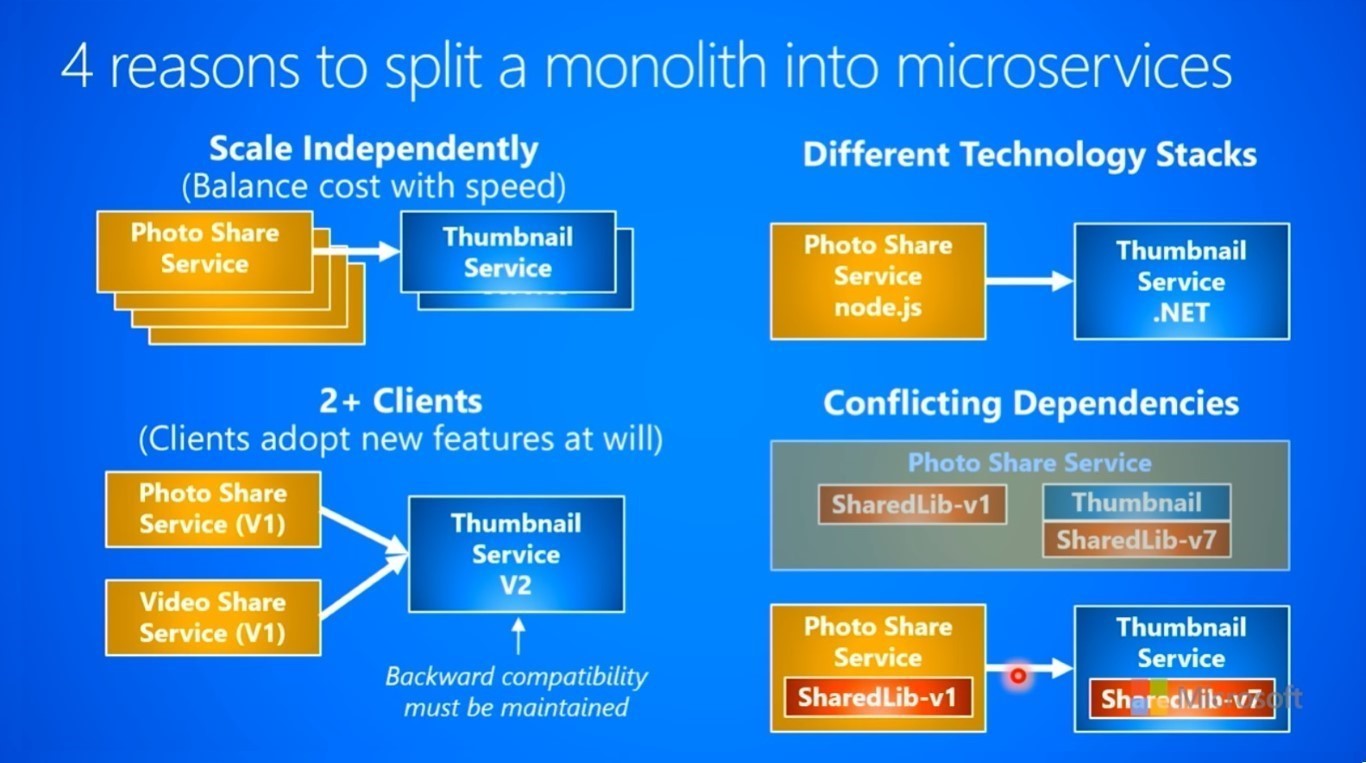 4 reasons to split a monolith into microservices
Scale Independently
(Balance cost with speed)
Photo Share
Service
Thumbnail
Service
Service
Different Technology Stacks
Photo Share
Service
node.js
Thumbnail
Service
.NET
2+ Clients
(Clients adopt new features at will)
Photo Share
Service (V1)
Video Share
Service (V1)
Thumbnail
Service
V2
Backward compatibility
must be maintained
Conflicting Dependencies
Photo Share Service
SharedLib-v1
Thumbnail
SharedLib-v7
Photo Share
Service
SharedLib-v1
Thumbnail
Service
SharedLib-v7
Microsoft